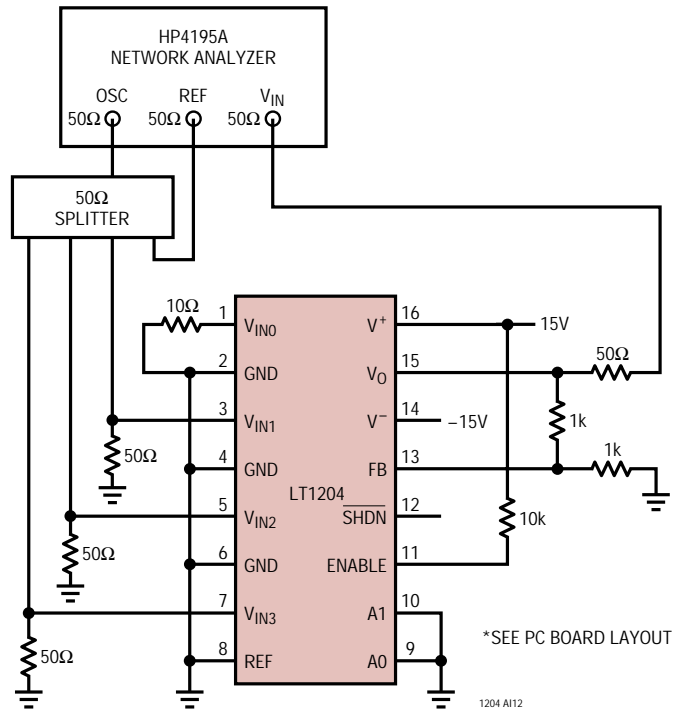 HP4195A
NETWORK ANALYZER
OSC REF VIN
50Ω 50Ω 50Ω
50Ω
SPLITTER
10Ω
1 VIN0
2 GND
3 VIN1
4 GND
5 VIN2
6 GND
7 VIN3
8 REF
LT1204
V+ 16
VO 15
V− 14
FB 13
SHDN 12
ENABLE 11
A1 10
A0 9
15V
50Ω
1k
−15V
1k
10k
50Ω
50Ω
50Ω
*SEE PC BOARD LAYOUT
1204 AI12